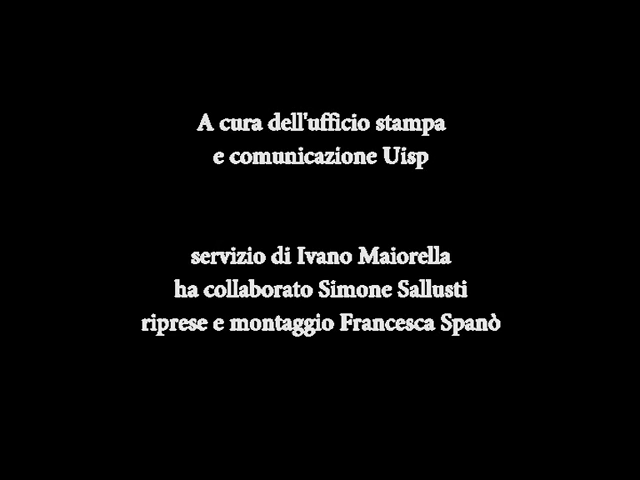 A cura dell'ufficio stampa
e comunicazione Uisp
servizio di Ivano Maiorella
ha collaborato Simone Sallusti
riprese e montaggio Francesca Spanò